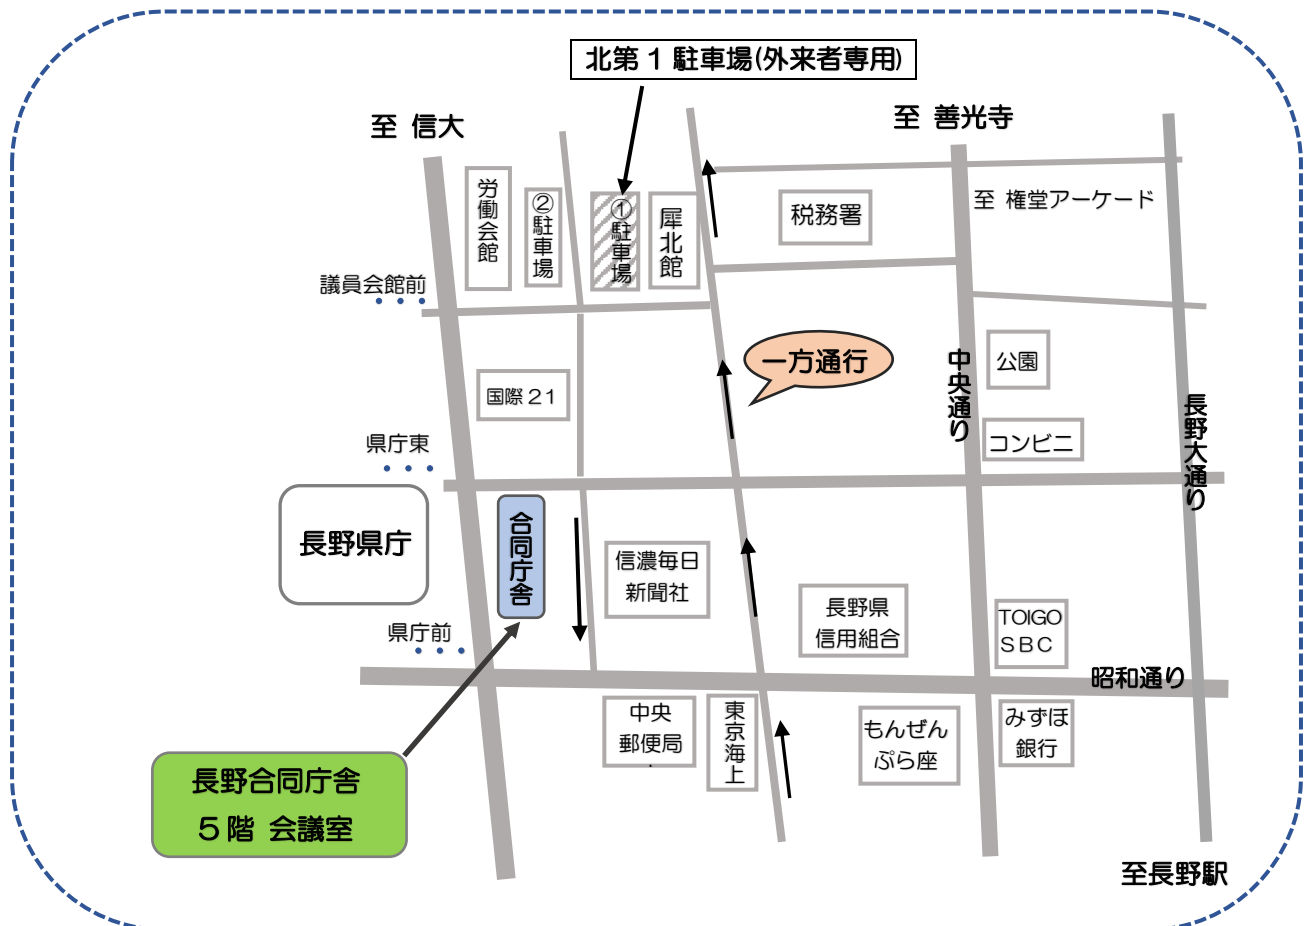 北第１駐車場(外来者専用)
至 信大
至 善光寺
労働会館
②駐車場
①駐車場
犀北館
税務署
至 権堂アーケード
議員会館前
一方通行
中央通り
公園
国際２１
長野大通り
コンビニ
県庁東
長野県庁
合同庁舎
信濃毎日
新聞社
長野県
信用組合
TOIGO
ＳＢＣ
県庁前
昭和通り
中央
郵便局
東京海上
もんぜん
ぷら座
みずほ
銀行
長野合同庁舎
５階 会議室
至長野駅